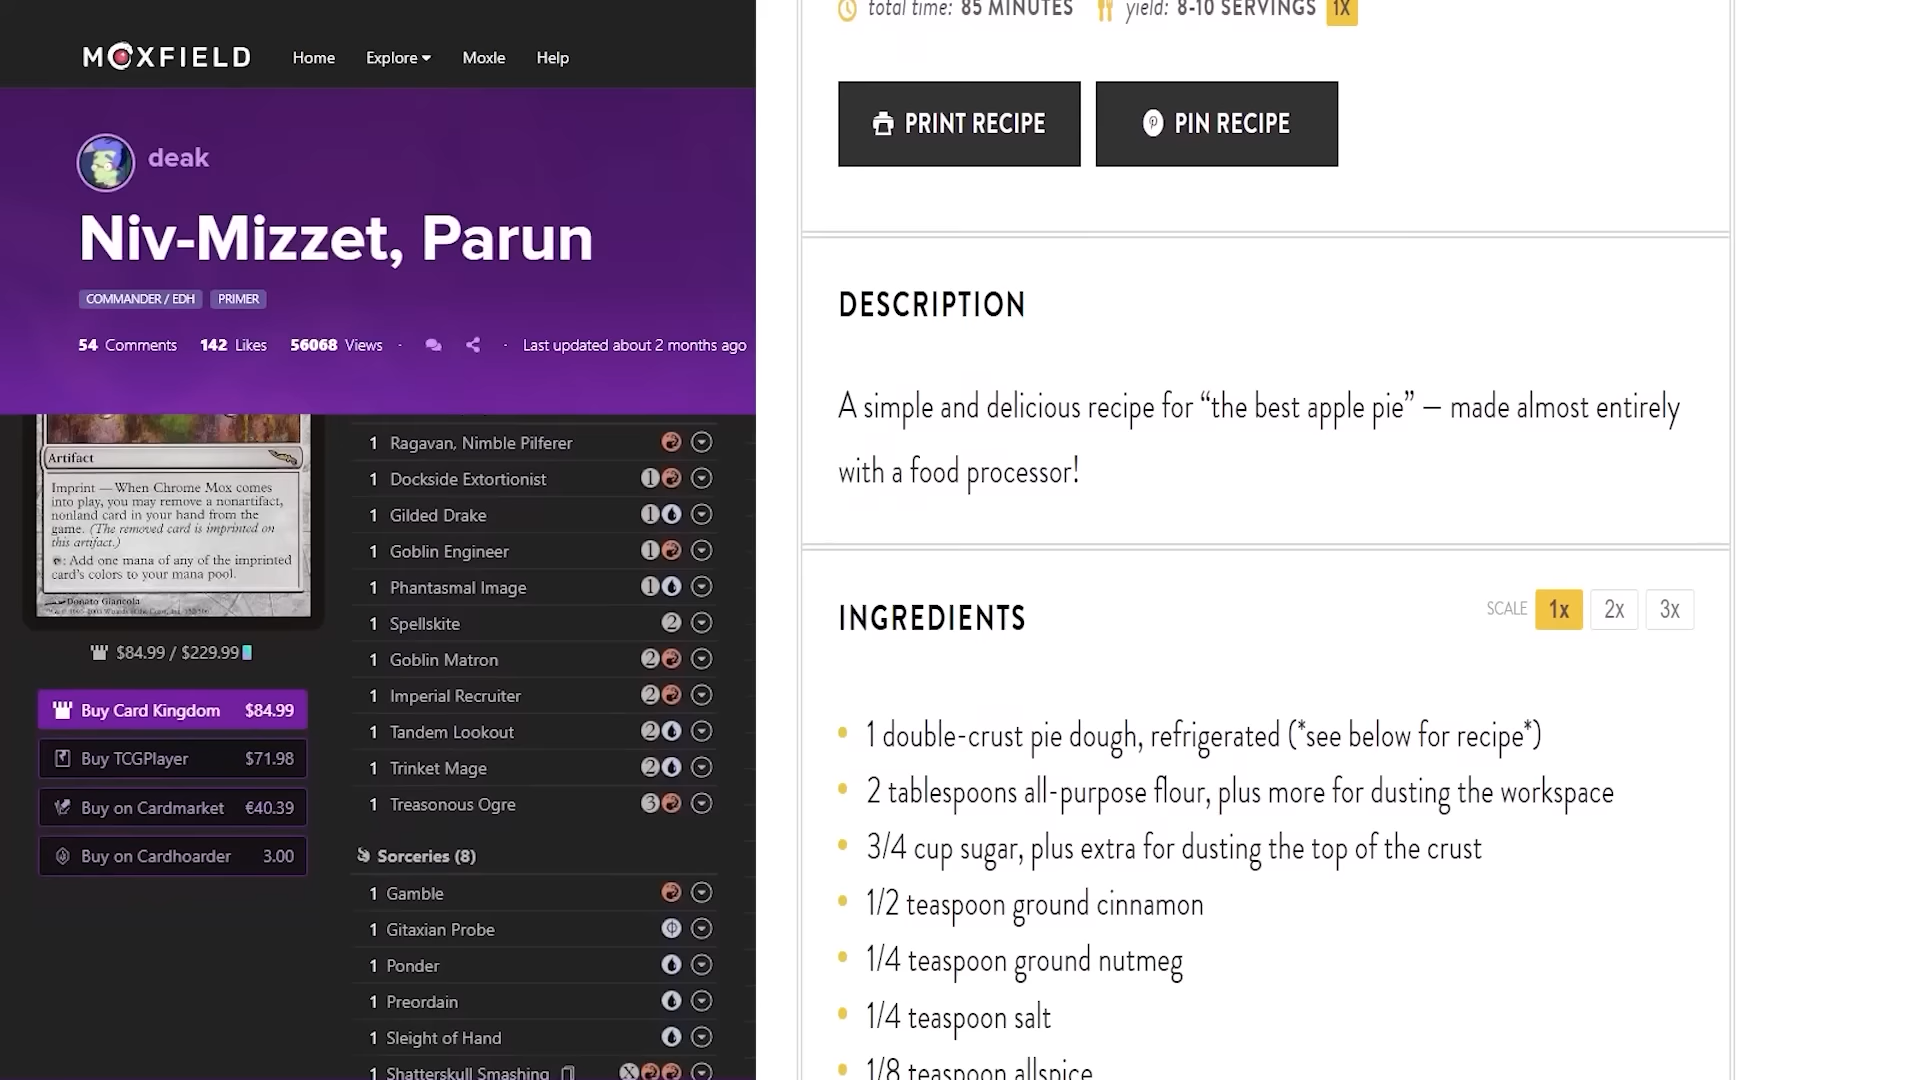 MOXFIELD
Home
Explore
Moxle
Help
deak
Niv-Mizzet, Parun
COMMANDER / EDH
PRIMER
54 Comments 142 Likes 56068 Views · · Last updated about 2 months ago
Artifact
Imprint — When Chrome Mox comes
into play, you may remove a nonartifact,
nonland card in your hand from the
game. (The removed card is imprinted on
this artifact.)
: Add one mana of any of the imprinted
card's colors to your mana pool.
Donato Giancola
$84.99 / $229.99
Buy Card Kingdom $84.99
Buy TCGPlayer $71.98
Buy on Cardmarket €40.39
Buy on Cardhoarder 3.00
1 Ragavan, Nimble Pilferer
1 Dockside Extortionist 1
1 Gilded Drake 1
1 Goblin Engineer 1
1 Phantasmal Image 1
1 Spellskite 2
1 Goblin Matron 2
1 Imperial Recruiter 2
1 Tandem Lookout 2
1 Trinket Mage 2
1 Treasonous Ogre 3
Sorceries (8)
1 Gamble
1 Gitaxian Probe
1 Ponder
1 Preordain
1 Sleight of Hand
1 Shatterskull Smashing X
total time: 85 MINUTES yield: 8-10 SERVINGS 1X
PRINT RECIPE
PIN RECIPE
DESCRIPTION
A simple and delicious recipe for “the best apple pie” — made almost entirely
with a food processor!
INGREDIENTS
SCALE 1x 2x 3x
• 1 double-crust pie dough, refrigerated (*see below for recipe*)
• 2 tablespoons all-purpose flour, plus more for dusting the workspace
• 3/4 cup sugar, plus extra for dusting the top of the crust
• 1/2 teaspoon ground cinnamon
• 1/4 teaspoon ground nutmeg
• 1/4 teaspoon salt
• 1/8 teaspoon allspice